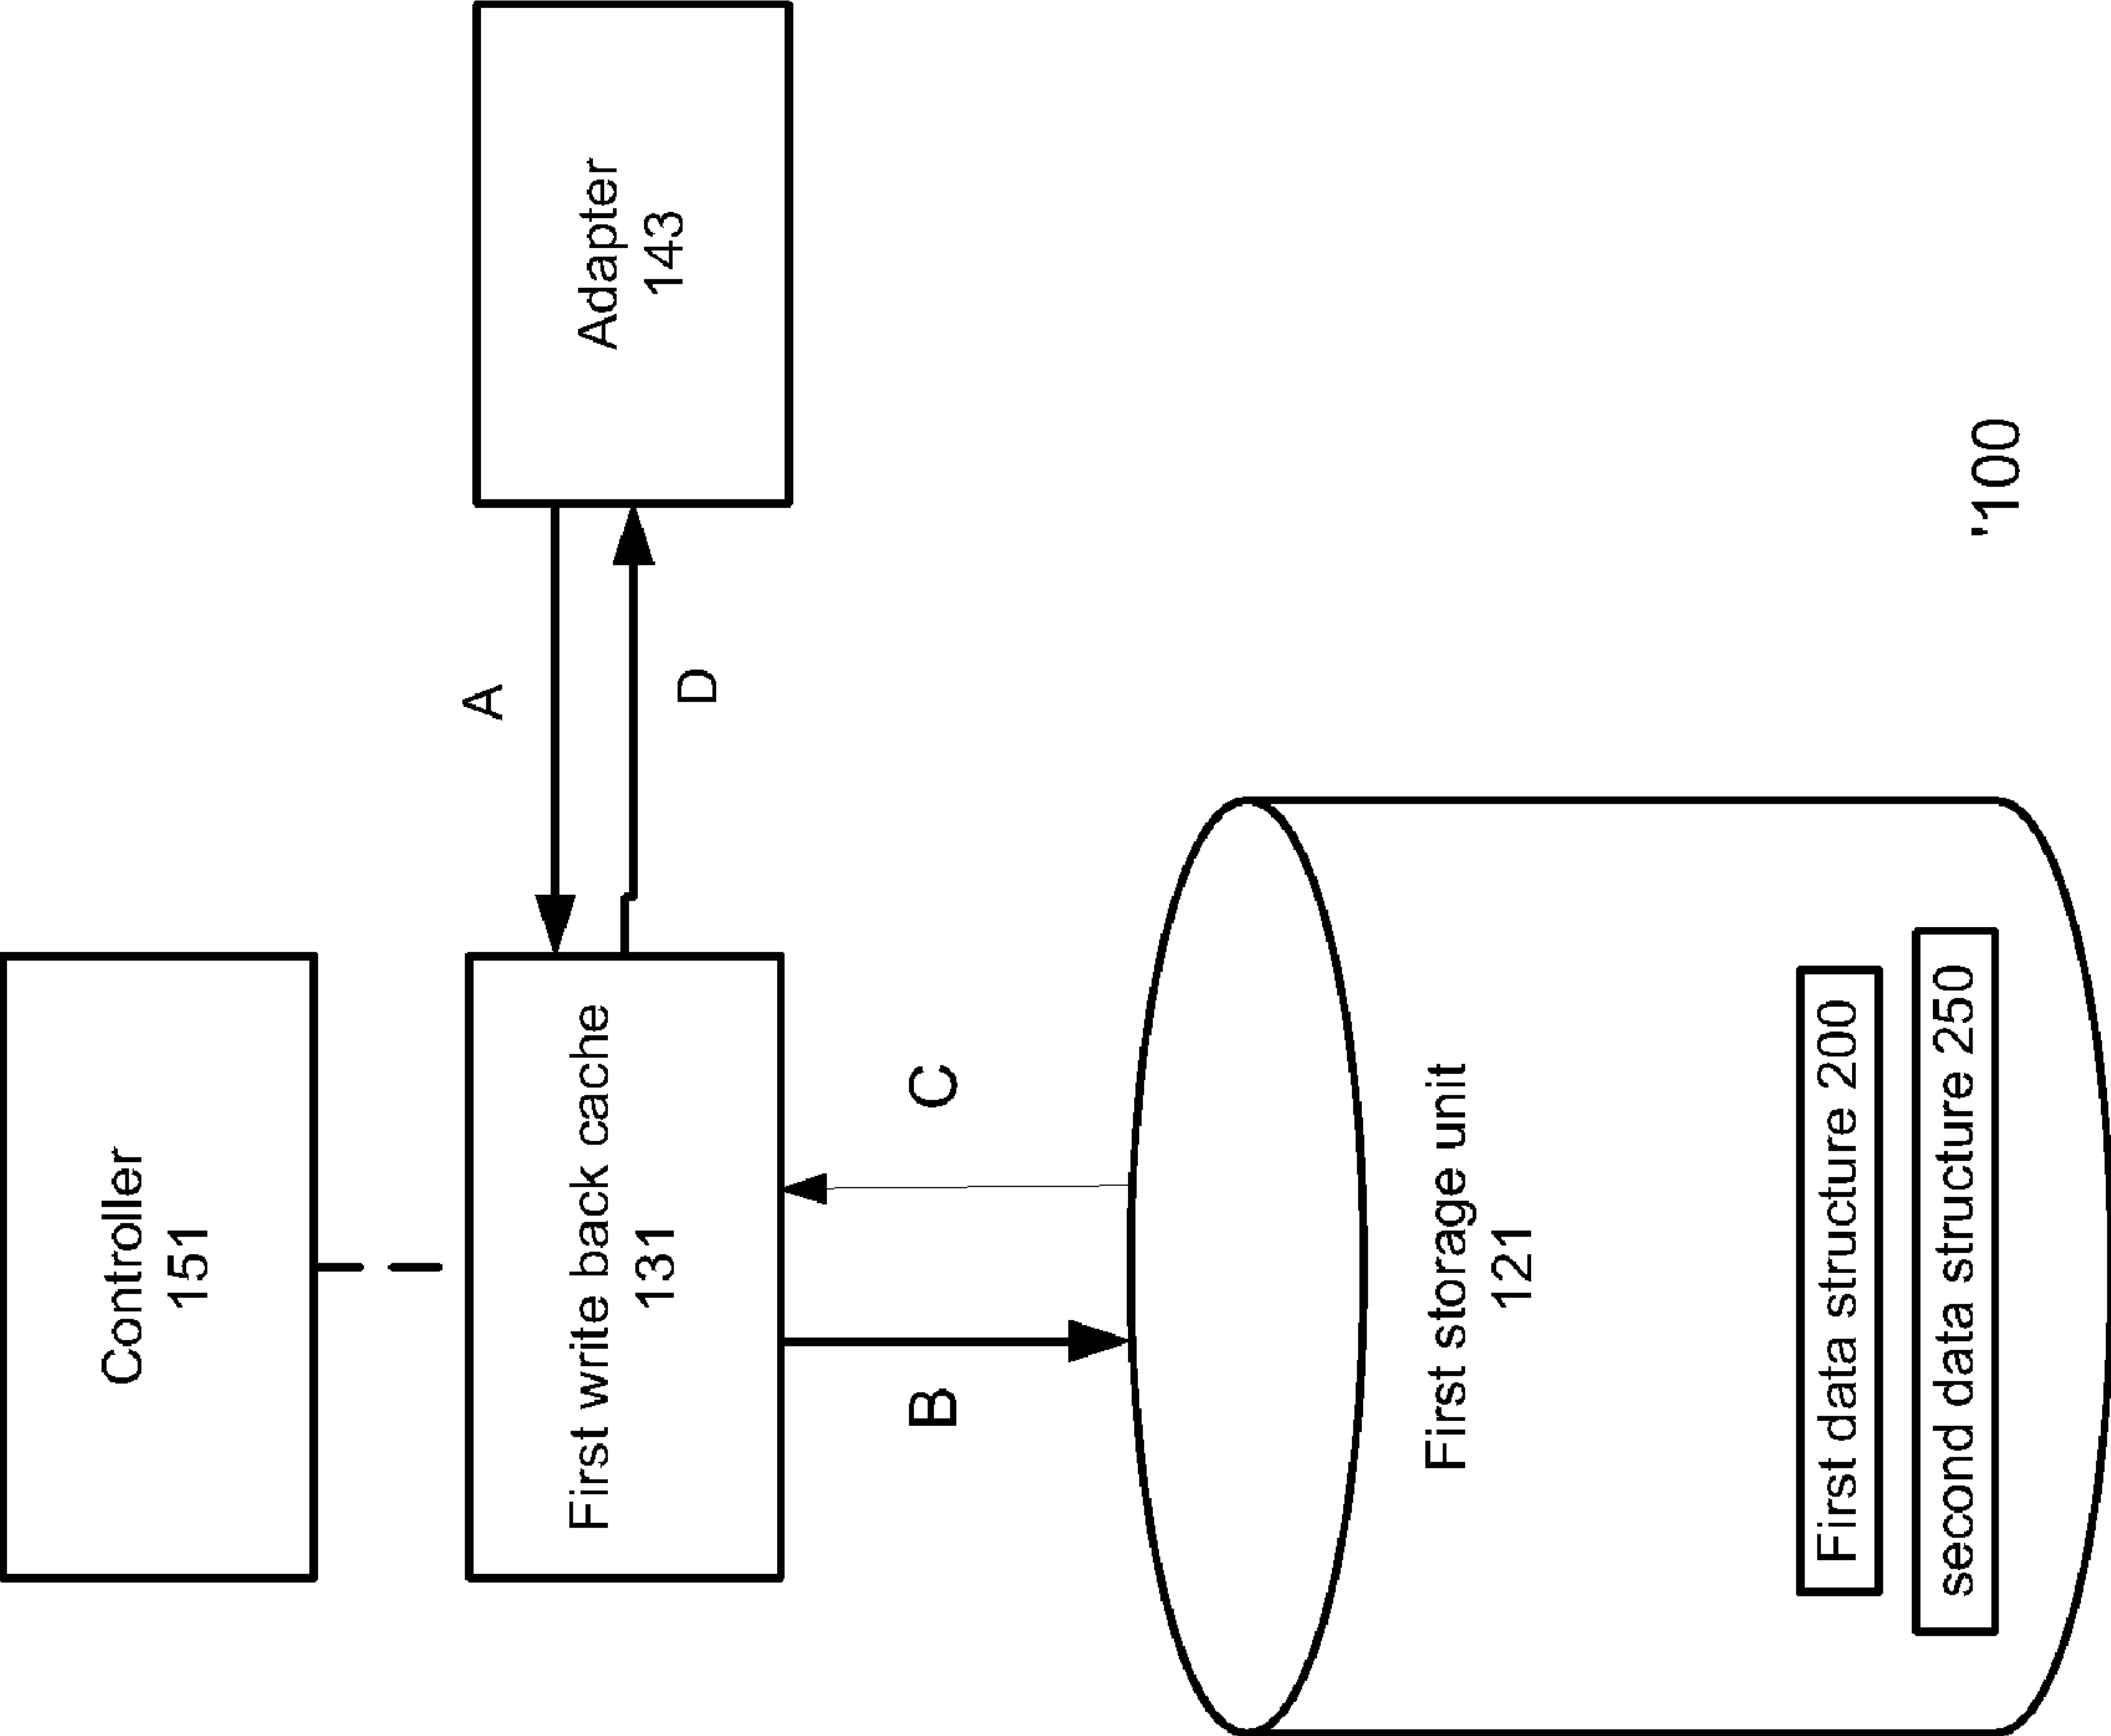 Controller
151
First write back cache
131
A
D
Adapter
143
B
C
First storage unit
121
First data structure 200
second data structure 250
"100